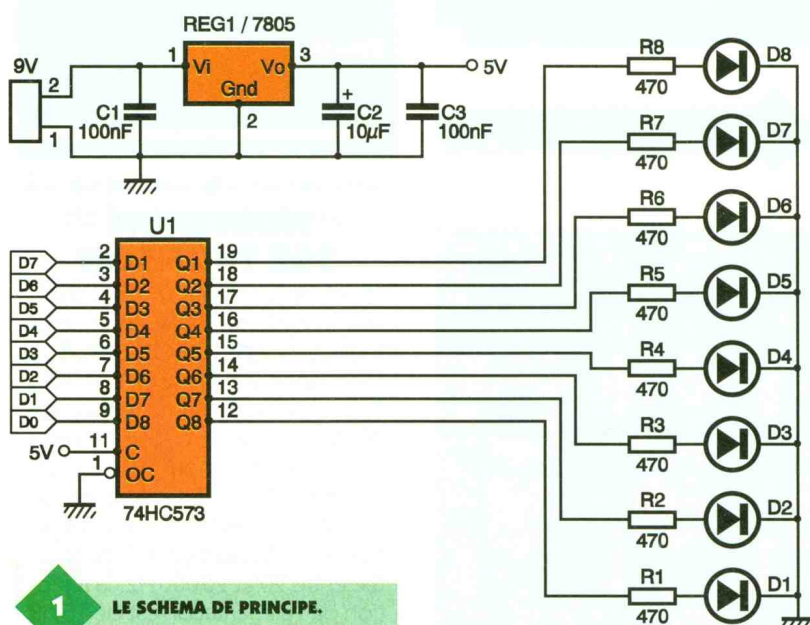 REG1 / 7805
9V
2
1
1
Vi
Vo
3
Gnd
2
5V
C1
100nF
+
C2
10µF
C3
100nF
U1
D7
2
D1
Q1
19
D6
3
D2
Q2
18
D5
4
D3
Q3
17
D4
5
D4
Q4
16
D3
6
D5
Q5
15
D2
7
D6
Q6
14
D1
8
D7
Q7
13
D0
9
D8
Q8
12
5V
11
C
1
OC
74HC573
R8
470
D8
R7
470
D7
R6
470
D6
R5
470
D5
R4
470
D4
R3
470
D3
R2
470
D2
R1
470
D1
1
LE SCHEMA DE PRINCIPE.